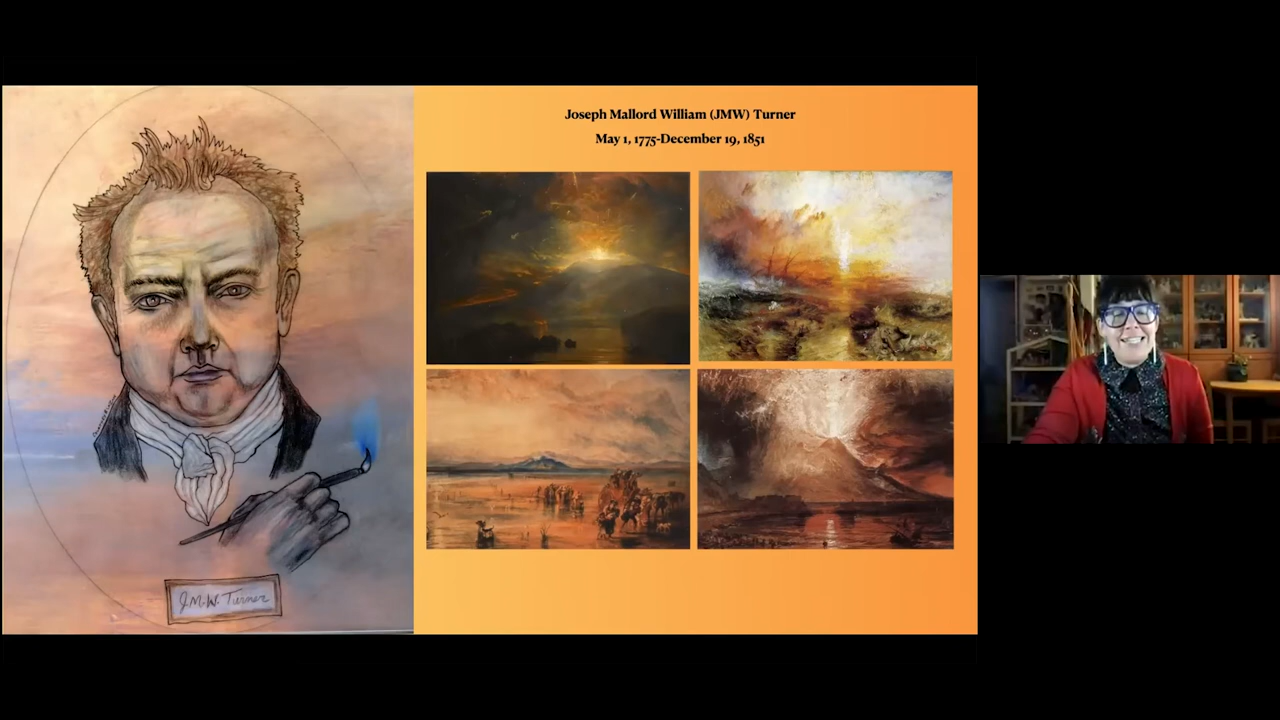 Joseph Mallord William (JMW) Turner
May 1, 1775-December 19, 1851
J.M.W. Turner